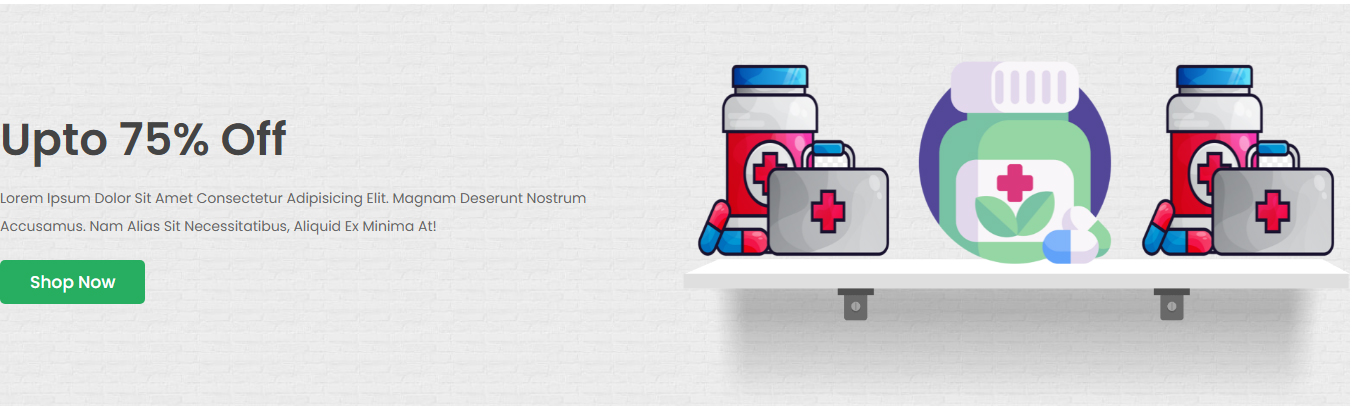 Upto 75% Off
Lorem Ipsum Dolor Sit Amet Consectetur Adipisicing Elit. Magnam Deserunt Nostrum
Accusamus. Nam Alias Sit Necessitatibus, Aliquid Ex Minima At!
Shop Now